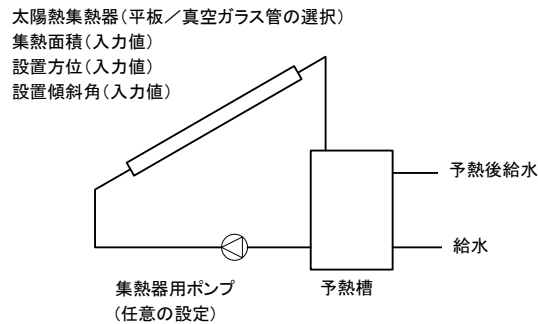 太陽熱集熱器（平板／真空ガラス管の選択）
集熱面積（入力値）
設置方位（入力値）
設置傾斜角（入力値）
予熱後給水
給水
集熱器用ポンプ
（任意の設定）
予熱槽